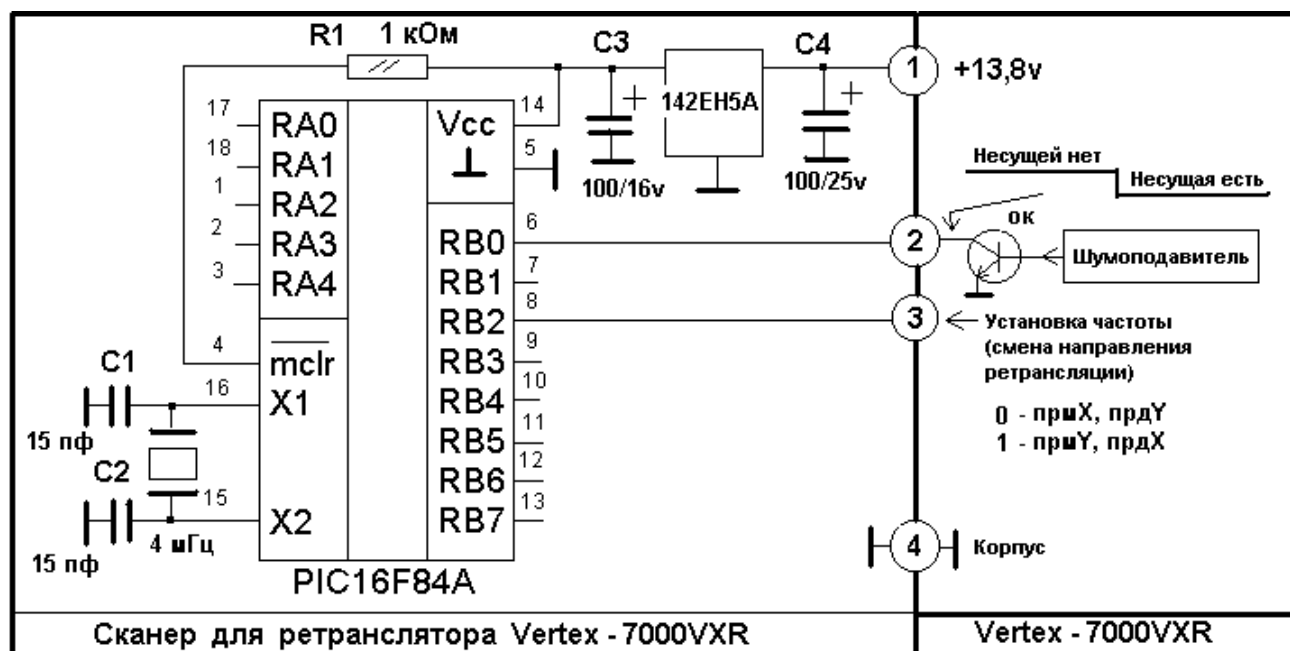 R1 1 кОм
C3
C4
142EH5A
1
+13,8v
100/16v
100/25v
17 RA0
18 RA1
1 RA2
2 RA3
3 RA4
4 mclr
16 X1
15 X2
Vcc 14
5
RB0 6
RB1 7
RB2 8
RB3 9
RB4 10
RB5 11
RB6 12
RB7 13
C1
15 пф
C2
15 пф
4 мГц
PIC16F84A
Несущей нет
Несущая есть
2
ок
Шумоподавитель
3
Установка частоты
(смена направления
ретрансляции)
0 - прмX, прдY
1 - прмY, прдX
4
Корпус
Сканер для ретранслятора Vertex - 7000VXR
Vertex - 7000VXR